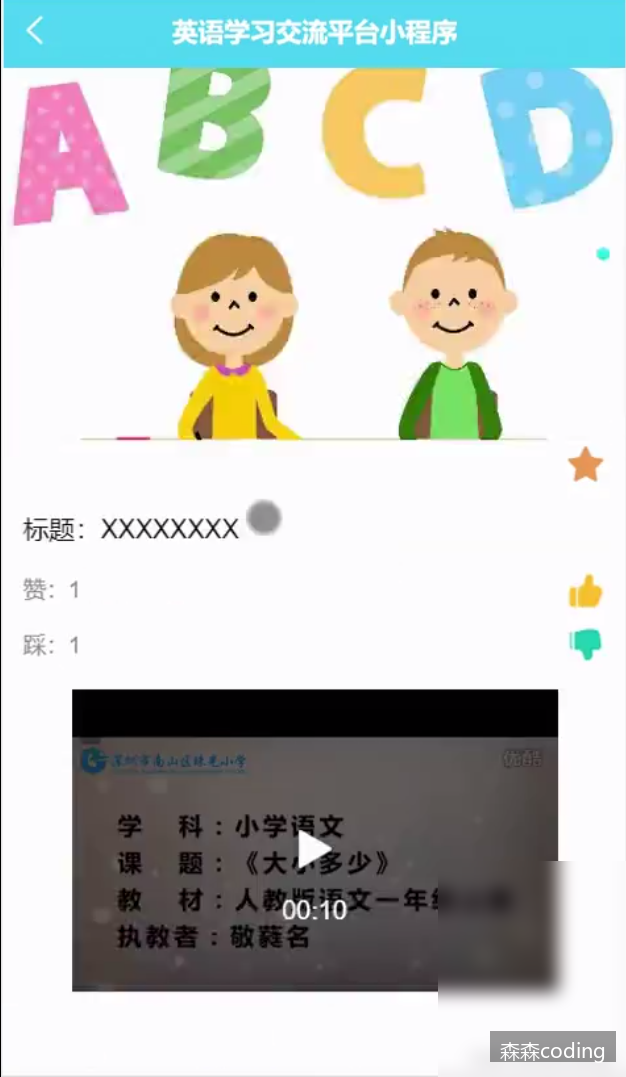 英语学习交流平台小程序
A B C D
标题：XXXXXXXX
赞：1
踩：1
深圳市南山区珠光小学
优酷
学 科：小学语文
课 题：《大小多少》
教 材：人教版语文一年
00:10
执教者：敬蕤名
森森coding